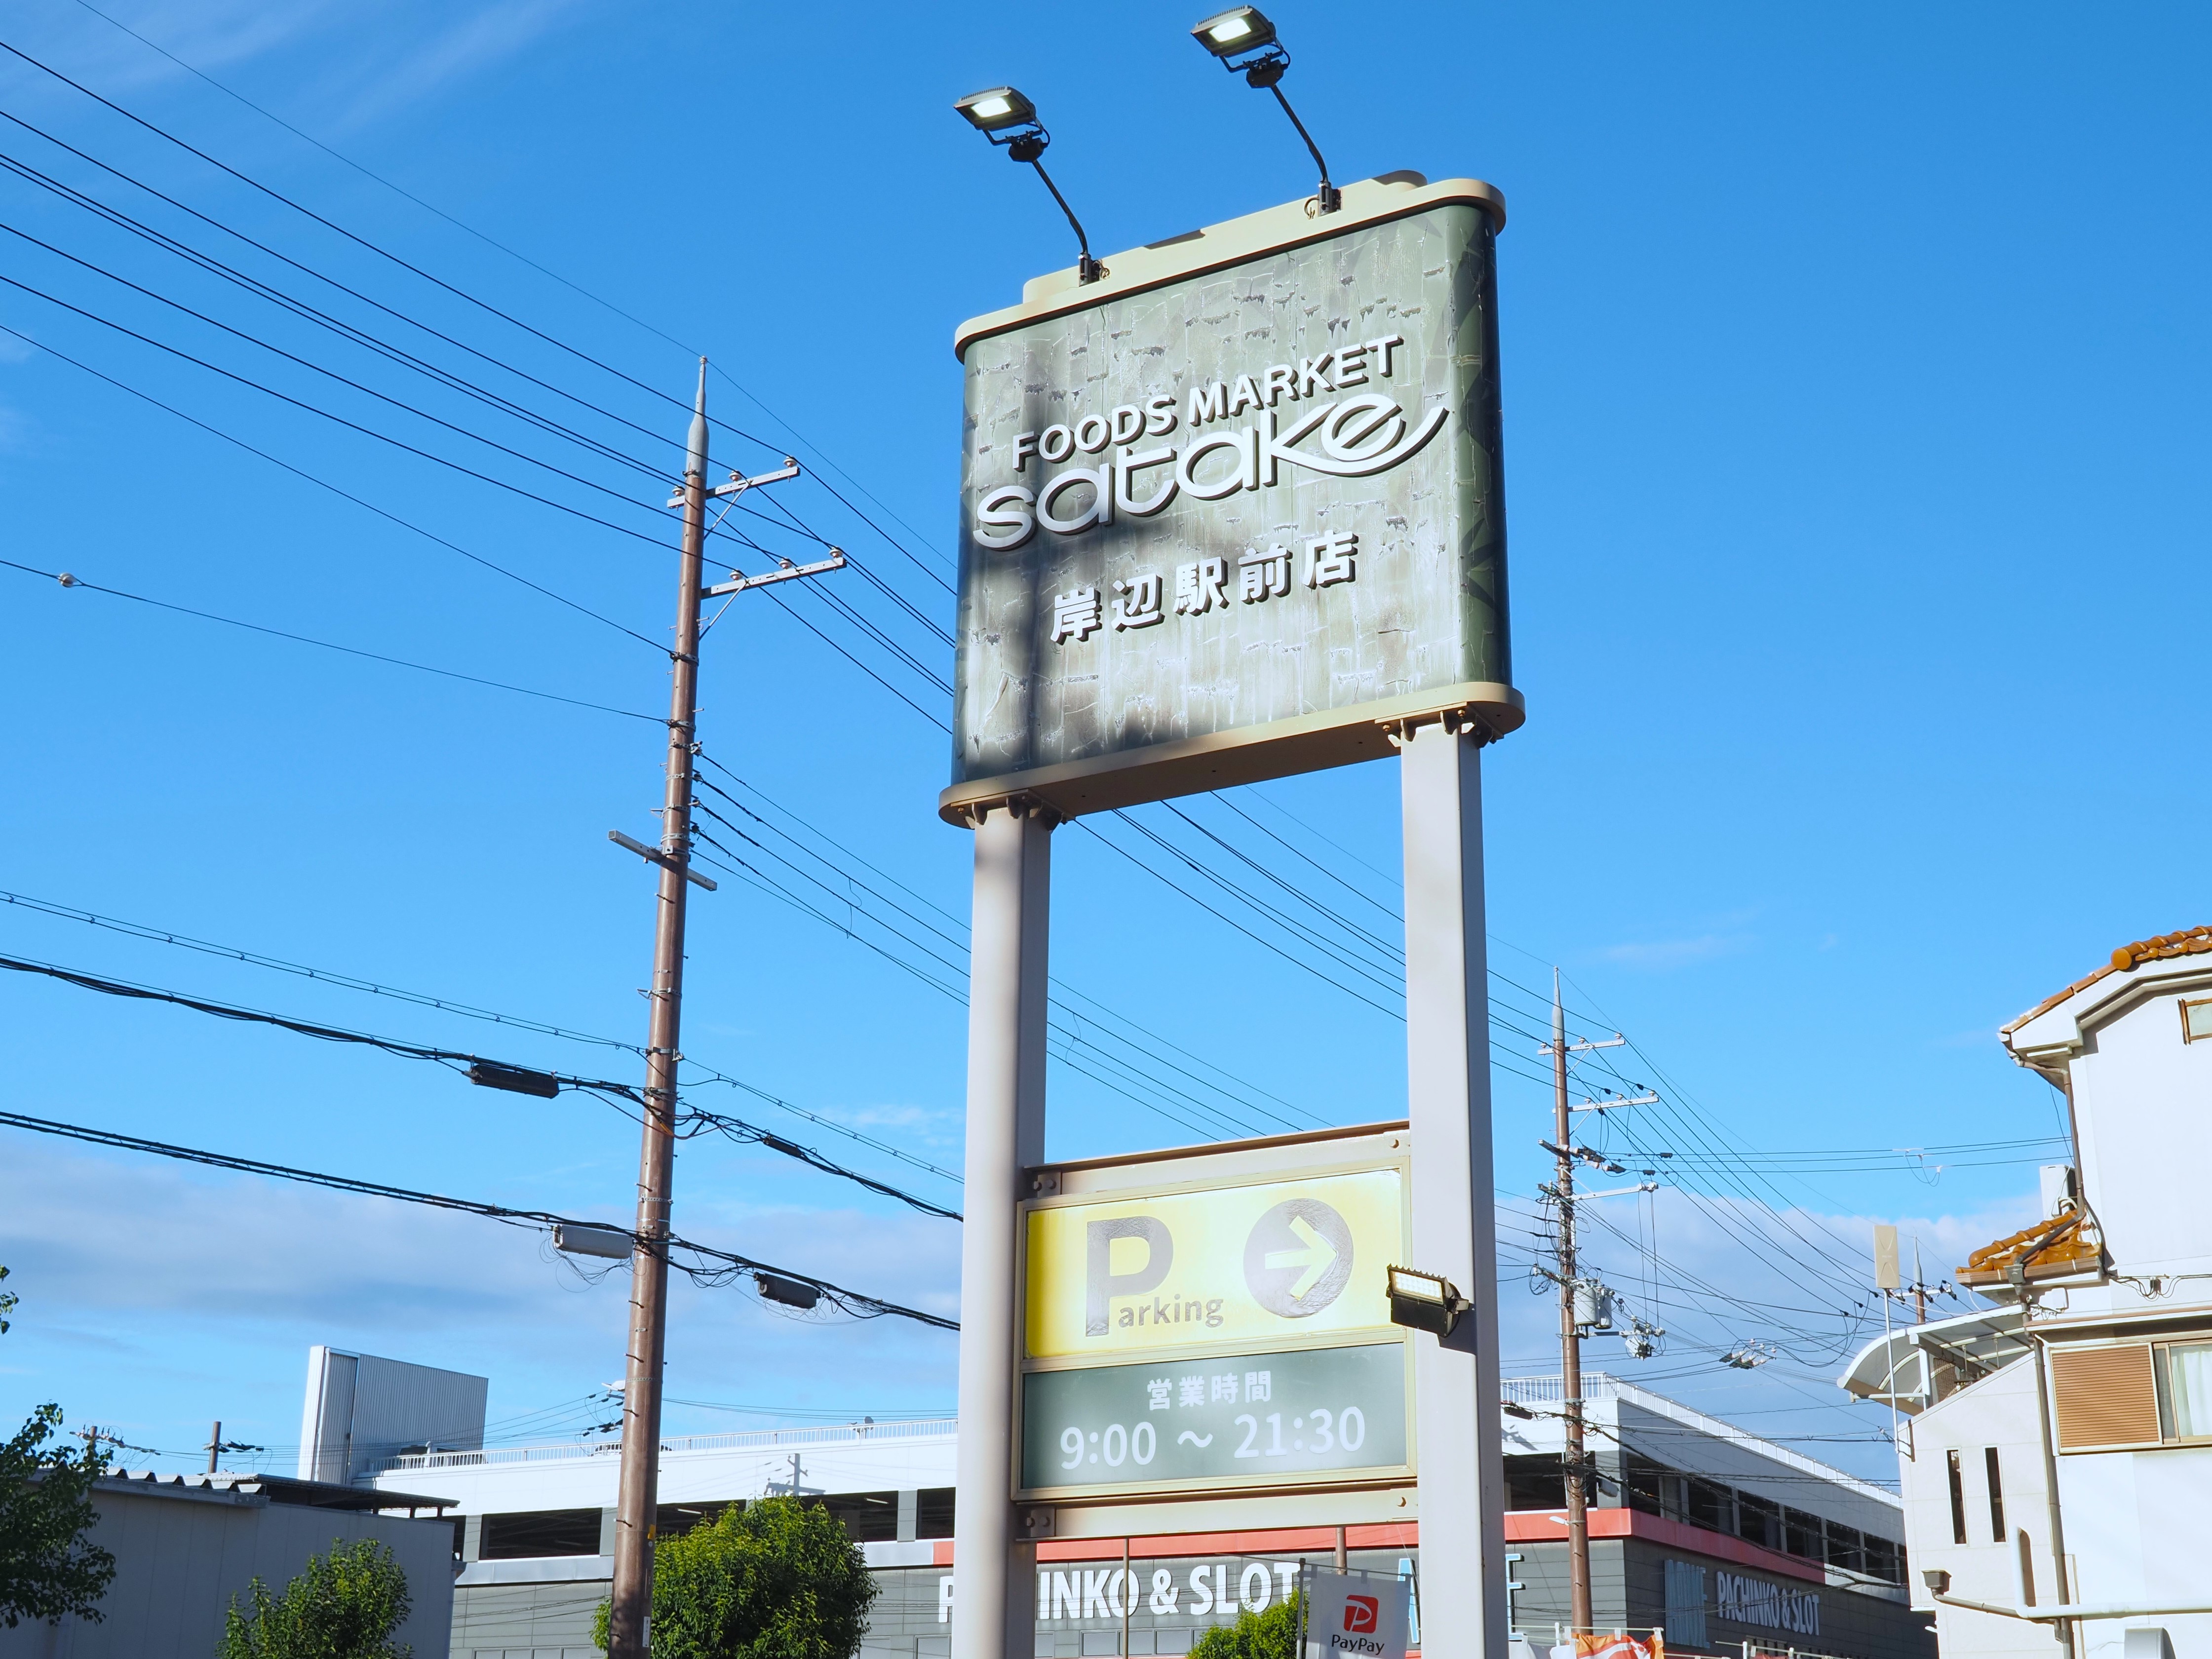 FOODS MARKET
satake
岸辺駅前店
Parking
営業時間
9:00 ～ 21:30
PACHINKO & SLOT
PayPay
PACHINKO & SLOT